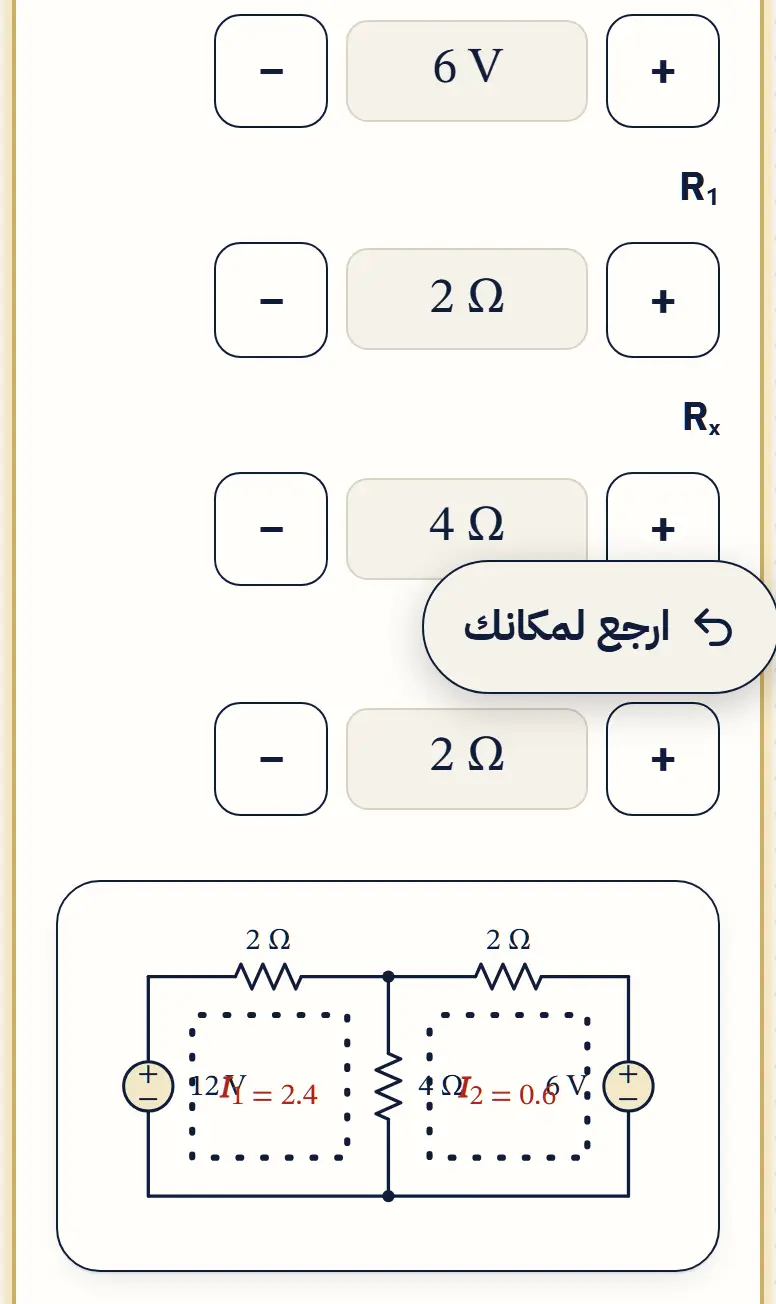 − 6 V +
R₁
− 2 Ω +
Rₓ
− 4 Ω +
ارجع لمكانك
− 2 Ω +
2 Ω 2 Ω
+ − 12 V I₁ = 2.4 4 Ω I₂ = 0.6 6 V + −